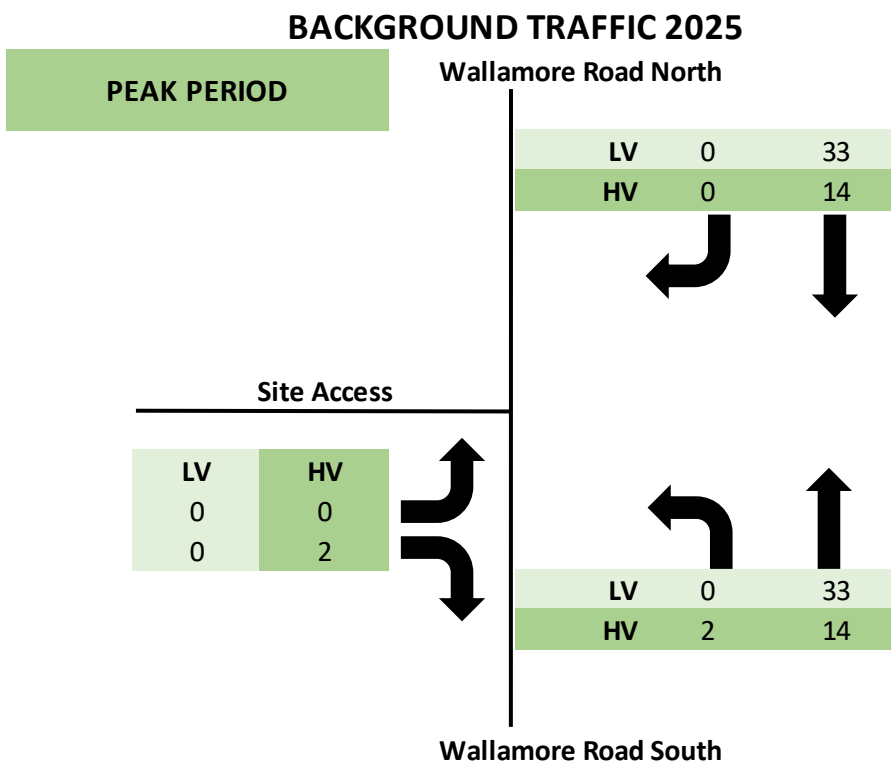 BACKGROUND TRAFFIC 2025
PEAK PERIOD
Wallamore Road North
LV 0 33
HV 0 14
Site Access
LV HV
0 0
0 2
LV 0 33
HV 2 14
Wallamore Road South